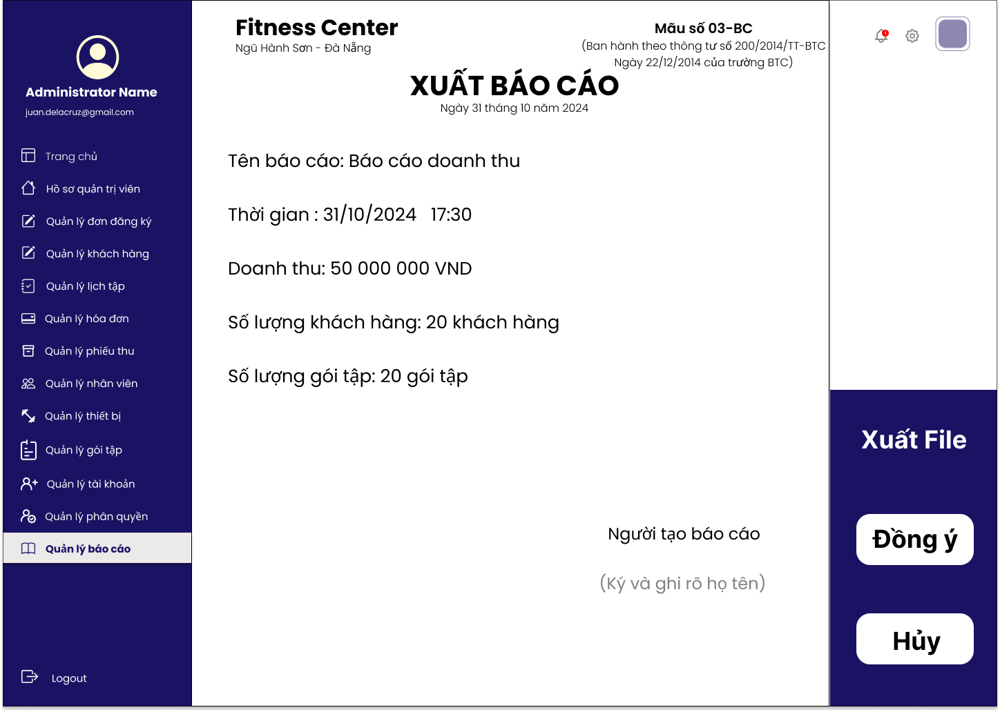 Administrator Name
juan.delacruz@gmail.com
Trang chủ
Hồ sơ quản trị viên
Quản lý đơn đăng ký
Quản lý khách hàng
Quản lý lịch tập
Quản lý hóa đơn
Quản lý phiếu thu
Quản lý nhân viên
Quản lý thiết bị
Quản lý gói tập
Quản lý tài khoản
Quản lý phân quyền
Quản lý báo cáo
Logout
Fitness Center
Ngũ Hành Sơn - Đà Nẵng
Mẫu số 03-BC
(Ban hành theo thông tư số 200/2014/TT-BTC
Ngày 22/12/2014 của trường BTC)
XUẤT BÁO CÁO
Ngày 31 tháng 10 năm 2024
Tên báo cáo: Báo cáo doanh thu
Thời gian : 31/10/2024 17:30
Doanh thu: 50 000 000 VND
Số lượng khách hàng: 20 khách hàng
Số lượng gói tập: 20 gói tập
Người tạo báo cáo
(Ký và ghi rõ họ tên)
1
Xuất File
Đồng ý
Hủy